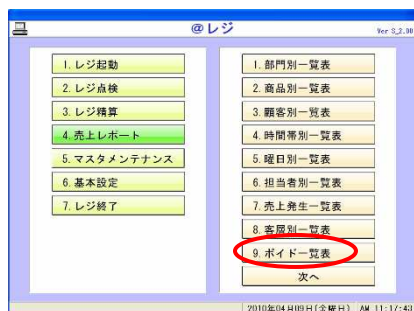 @レジ
Ver 3_2.00
1. レジ起動
2. レジ点検
3. レジ精算
4. 売上レポート
5. マスタメンテナンス
6. 基本設定
7. レジ終了
1. 部門別一覧表
2. 商品別一覧表
3. 顧客別一覧表
4. 時間帯別一覧表
5. 曜日別一覧表
6. 担当者別一覧表
7. 売上発生一覧表
8. 客層別一覧表
9. ボイド一覧表
次へ
2010年04月09日(金曜日) AM 11:17:43